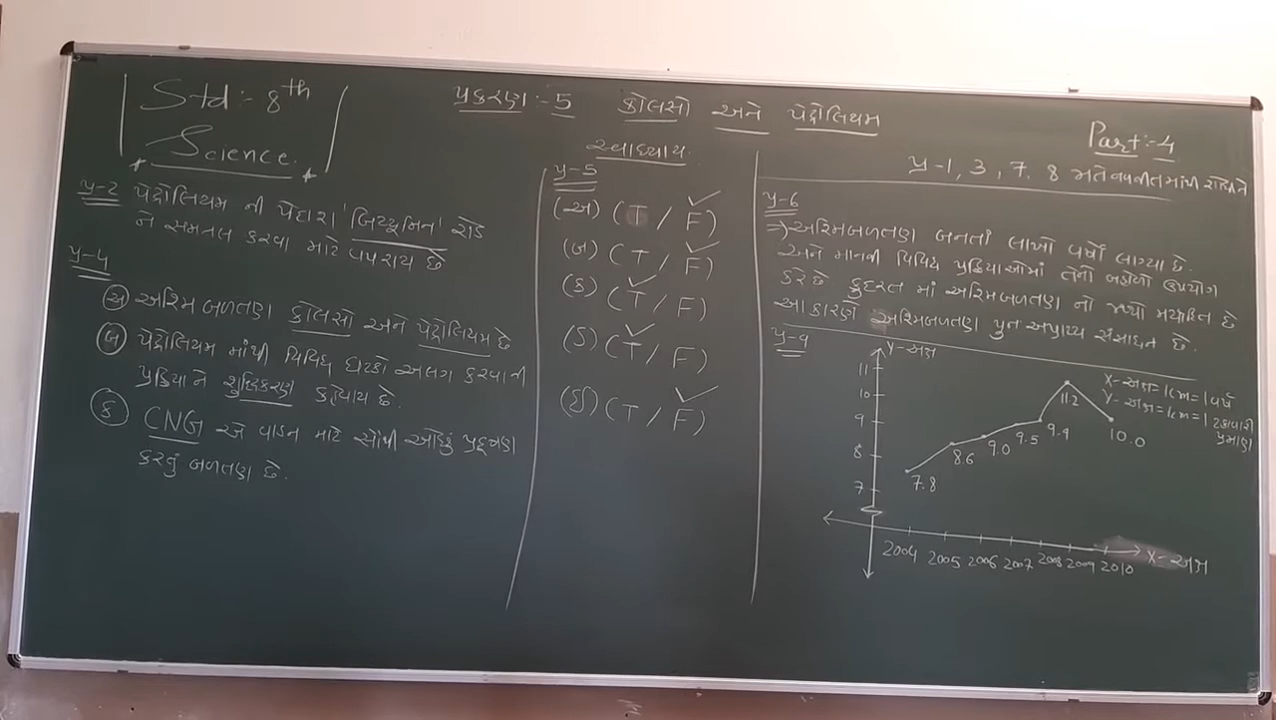 Std :- 8th
Science.
પ્રકરણ :- 5 કોલસો અને પેટ્રોલિયમ
સ્વાધ્યાય.
Part :- 4
પ્ર-1, 3, 7, 8
પ્ર-2 પેટ્રોલિયમ ની પેદાશ 'બિટ્યુમિન' રોડ
ને સમતલ કરવા માટે વપરાય છે
પ્ર-4
(અ) અશ્મિબળતણ કોલસો અને પેટ્રોલિયમ છે
(બ) પેટ્રોલિયમ માંથી વિવિધ ઘટકો અલગ કરવાની
પ્રક્રિયા ને શુદ્ધિકરણ કહેવાય છે.
(ક) CNG એ વાહન માટે સૌથી ઓછું પ્રદૂષણ
કરતું બળતણ છે.
પ્ર-5
(અ) (T / F)
(બ) (T / F)
(ક) (T / F)
(ડ) (T / F)
(ઈ) (T / F)
પ્ર-6
⇒ અશ્મિબળતણ બનતાં લાખો વર્ષો લાગ્યા છે.
અને માનવી વિવિધ પ્રક્રિયાઓમાં તેનો બહોળો ઉપયોગ
કરે છે કુદરત માં અશ્મિબળતણ નો જથ્થો મર્યાદિત છે
આ કારણે અશ્મિબળતણ પુનઃ અપ્રાપ્ય સંસાધન છે.
પ્ર-9
Y-અક્ષ
X-અક્ષ=1cm=1 વર્ષ
Y-અક્ષ=1cm=1 ટકાવારી
પ્રમાણ
11
10
9
8
7
7.8
8.6
9.0
9.5
9.9
11.2
10.0
2004 2005 2006 2007 2008 2009 2010
X-અક્ષ